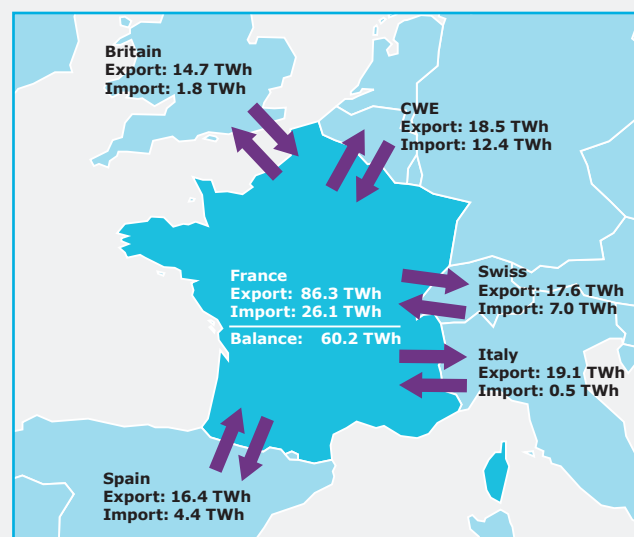 Britain
Export: 14.7 TWh
Import: 1.8 TWh
CWE
Export: 18.5 TWh
Import: 12.4 TWh
France
Export: 86.3 TWh
Import: 26.1 TWh
Balance: 60.2 TWh
Swiss
Export: 17.6 TWh
Import: 7.0 TWh
Italy
Export: 19.1 TWh
Import: 0.5 TWh
Spain
Export: 16.4 TWh
Import: 4.4 TWh